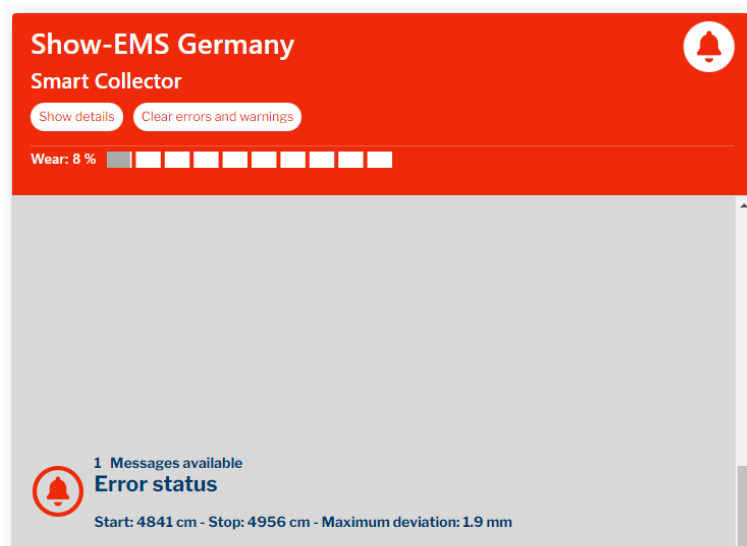 Show-EMS Germany
Smart Collector
Show details Clear errors and warnings
Wear: 8 %
1 Messages available
Error status
Start: 4841 cm - Stop: 4956 cm - Maximum deviation: 1.9 mm